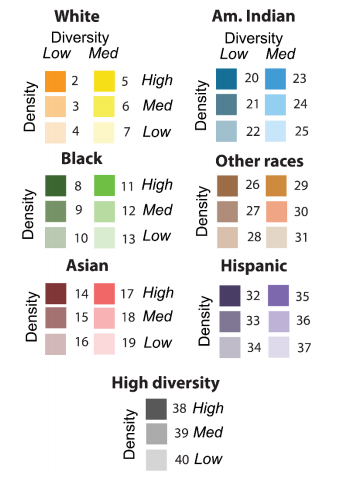 White
Diversity
Low Med
Density
2 5 High
3 6 Med
4 7 Low
Am. Indian
Diversity
Low Med
Density
20 23
21 24
22 25
Black
Density
8 11 High
9 12 Med
10 13 Low
Other races
Density
26 29
27 30
28 31
Asian
Density
14 17 High
15 18 Med
16 19 Low
Hispanic
Density
32 35
33 36
34 37
High diversity
Density
38 High
39 Med
40 Low